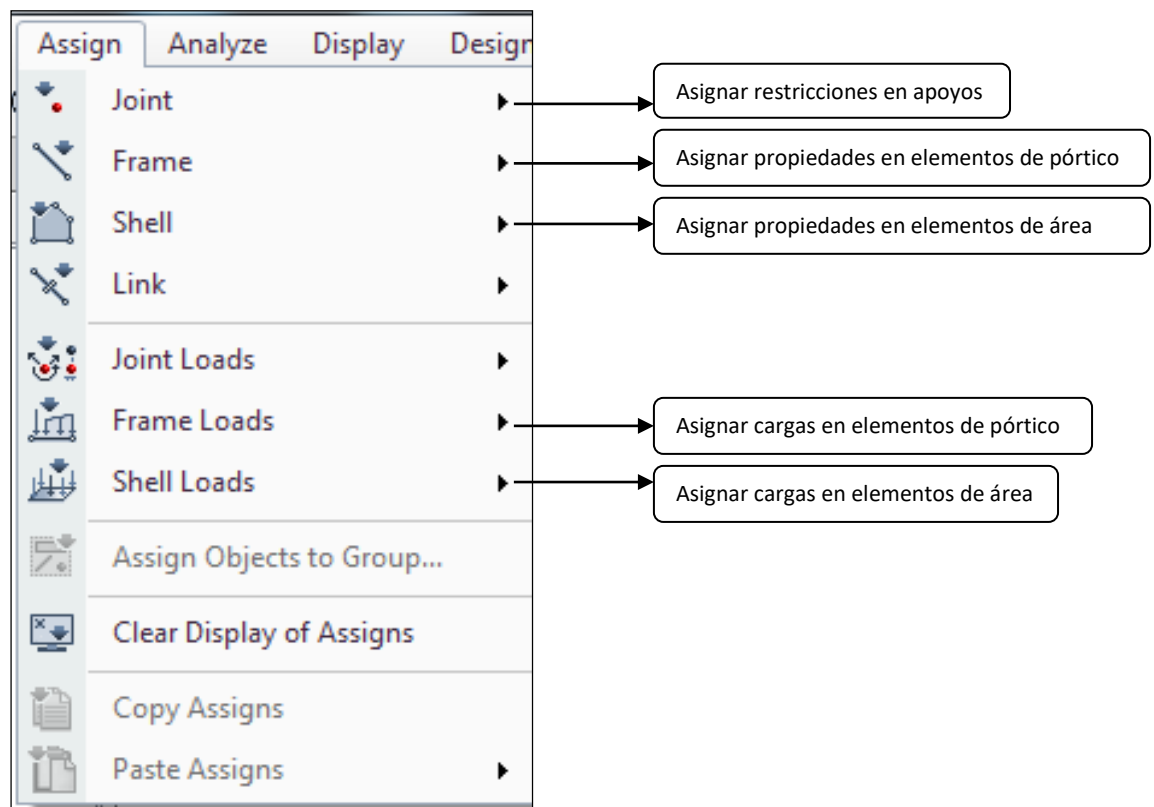 Assign Analyze Display Design
Joint
Asignar restricciones en apoyos
Frame
Asignar propiedades en elementos de pórtico
Shell
Asignar propiedades en elementos de área
Link
Joint Loads
Frame Loads
Asignar cargas en elementos de pórtico
Shell Loads
Asignar cargas en elementos de área
Assign Objects to Group...
Clear Display of Assigns
Copy Assigns
Paste Assigns